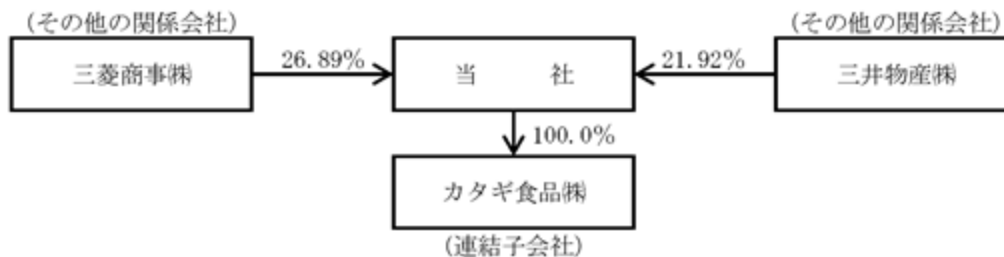 (その他の関係会社)
(その他の関係会社)
三菱商事㈱
26.89%
当　　社
21.92%
三井物産㈱
100.0%
カタギ食品㈱
(連結子会社)